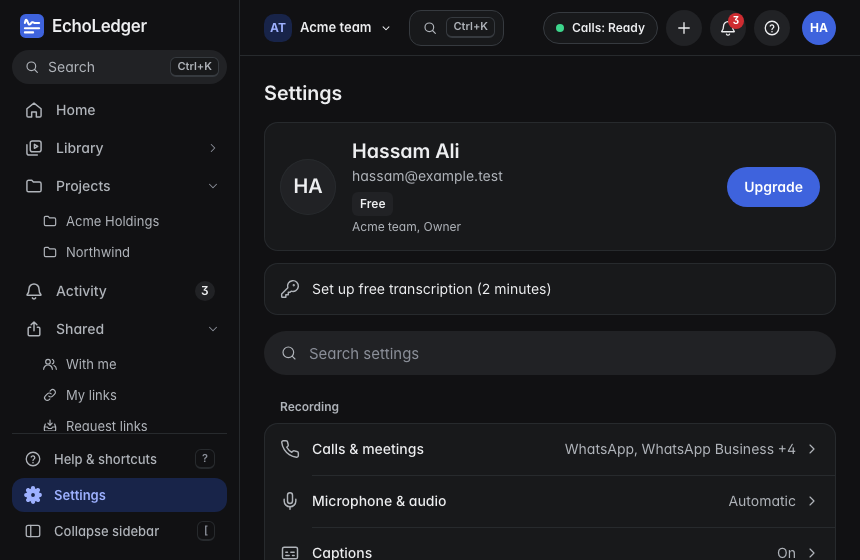 EchoLedger
Search Ctrl+K
Home
Library
Projects
Acme Holdings
Northwind
Activity 3
Shared
With me
My links
Request links
Help & shortcuts ?
Settings
Collapse sidebar [
AT Acme team Ctrl+K Calls: Ready 3 HA
Settings
HA
Hassam Ali
hassam@example.test
Free
Acme team, Owner
Upgrade
Set up free transcription (2 minutes)
Search settings
Recording
Calls & meetings WhatsApp, WhatsApp Business +4
Microphone & audio Automatic
Captions On